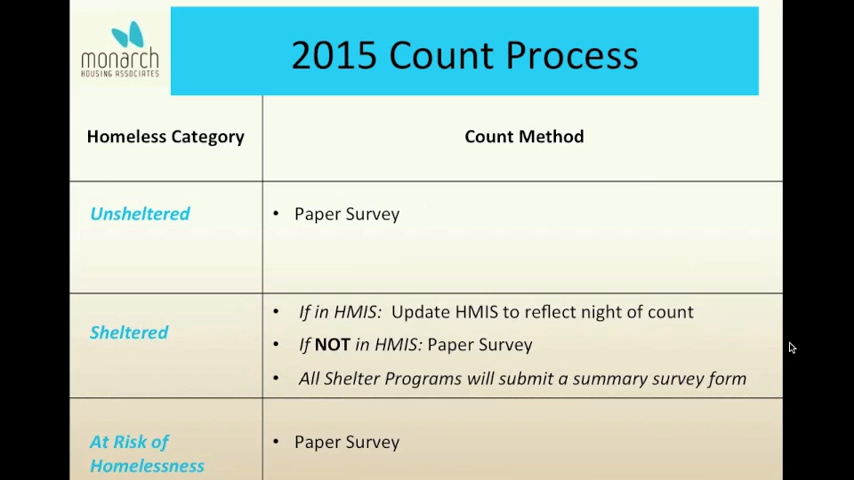 monarch
HOUSING ASSOCIATES
2015 Count Process
Homeless Category
Count Method
Unsheltered
• Paper Survey
Sheltered
• If in HMIS: Update HMIS to reflect night of count
• If NOT in HMIS: Paper Survey
• All Shelter Programs will submit a summary survey form
At Risk of
Homelessness
• Paper Survey